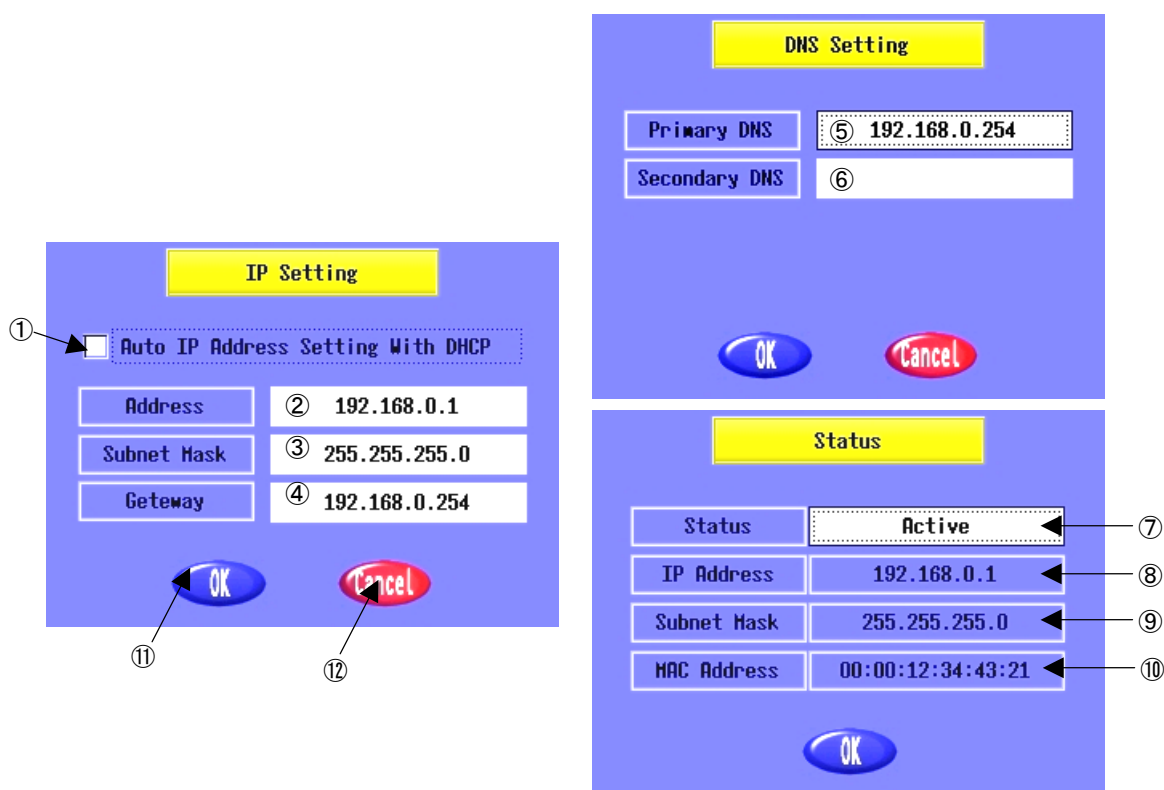 IP Setting
①
Auto IP Address Setting With DHCP
Address ② 192.168.0.1
Subnet Mask ③ 255.255.255.0
Geteway ④ 192.168.0.254
OK Cancel
⑪ ⑫
DNS Setting
Primary DNS ⑤ 192.168.0.254
Secondary DNS ⑥
OK Cancel
Status
Status Active ⑦
IP Address 192.168.0.1 ⑧
Subnet Mask 255.255.255.0 ⑨
MAC Address 00:00:12:34:43:21 ⑩
OK